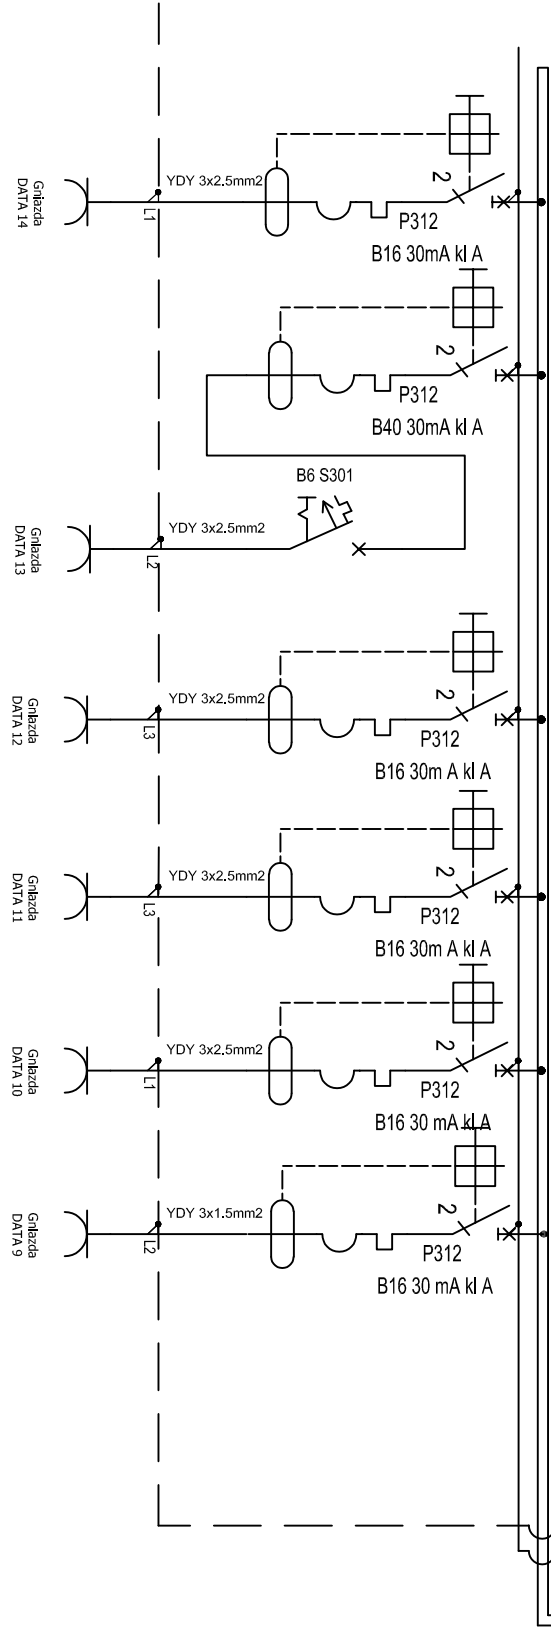 Gniazda
DATA 14
L1
YDY 3x2.5mm2
2
P312
B16 30mA kl A
2
P312
B40 30mA kl A
B6 S301
Gniazda
DATA 13
L2
YDY 3x2.5mm2
Gniazda
DATA 12
L3
YDY 3x2.5mm2
2
P312
B16 30m A kl A
Gniazda
DATA 11
L3
YDY 3x2.5mm2
2
P312
B16 30m A kl A
Gniazda
DATA 10
L1
YDY 3x2.5mm2
2
P312
B16 30 mA kl A
Gniazda
DATA 9
L2
YDY 3x1.5mm2
2
P312
B16 30 mA kl A